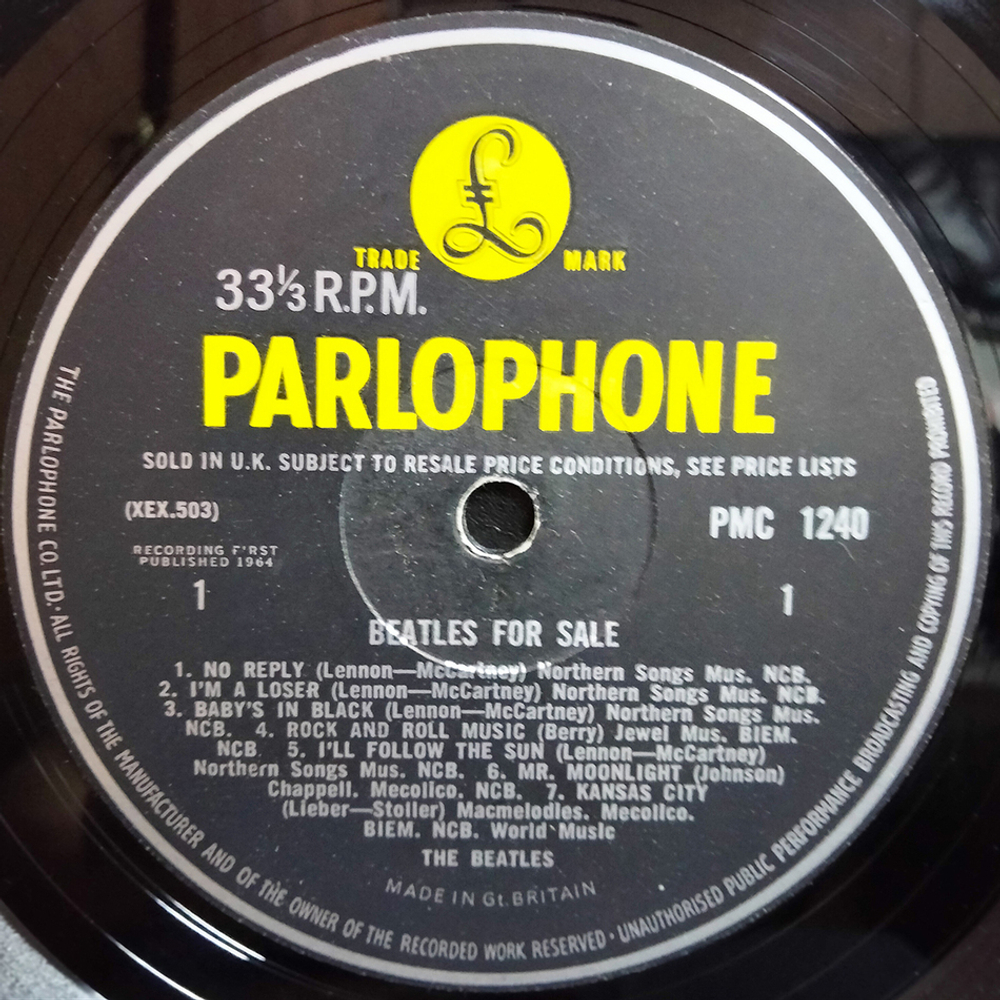 £
TRADE MARK
33⅓ R.P.M.
PARLOPHONE
SOLD IN U.K. SUBJECT TO RESALE PRICE CONDITIONS, SEE PRICE LISTS
(XEX.503)
PMC 1240
RECORDING FIRST
PUBLISHED 1964
1
1
BEATLES FOR SALE
1. NO REPLY (Lennon—McCartney) Northern Songs Mus. NCB.
2. I'M A LOSER (Lennon—McCartney) Northern Songs Mus. NCB.
3. BABY'S IN BLACK (Lennon—McCartney) Northern Songs Mus.
NCB. 4. ROCK AND ROLL MUSIC (Berry) Jewel Mus. BIEM.
NCB 5. I'LL FOLLOW THE SUN (Lennon—McCartney)
Northern Songs Mus. NCB. 6. MR. MOONLIGHT (Johnson)
Chappell. Mecolico. NCB. 7. KANSAS CITY
(Lieber—Stoller) Macmelodies. Mecolico.
BIEM. NCB. World Music
THE BEATLES
MADE IN Gt. BRITAIN
THE PARLOPHONE CO. LTD. · ALL RIGHTS OF THE MANUFACTURER AND OF THE OWNER OF THE RECORDED WORK RESERVED · UNAUTHORISED PUBLIC PERFORMANCE BROADCASTING AND COPYING OF THIS RECORD PROHIBITED